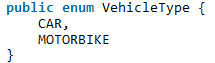 public enum VehicleType {
    CAR,
    MOTORBIKE
}